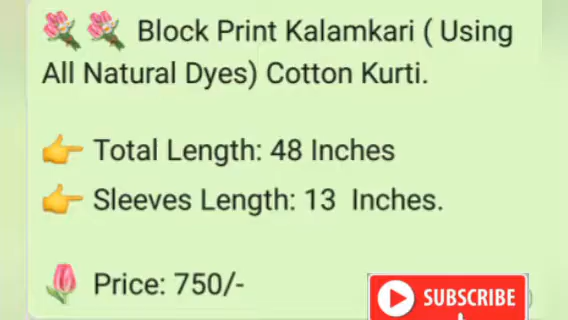 💐💐 Block Print Kalamkari ( Using
All Natural Dyes) Cotton Kurti.
👉 Total Length: 48 Inches
👉 Sleeves Length: 13 Inches.
🌷 Price: 750/-
SUBSCRIBE